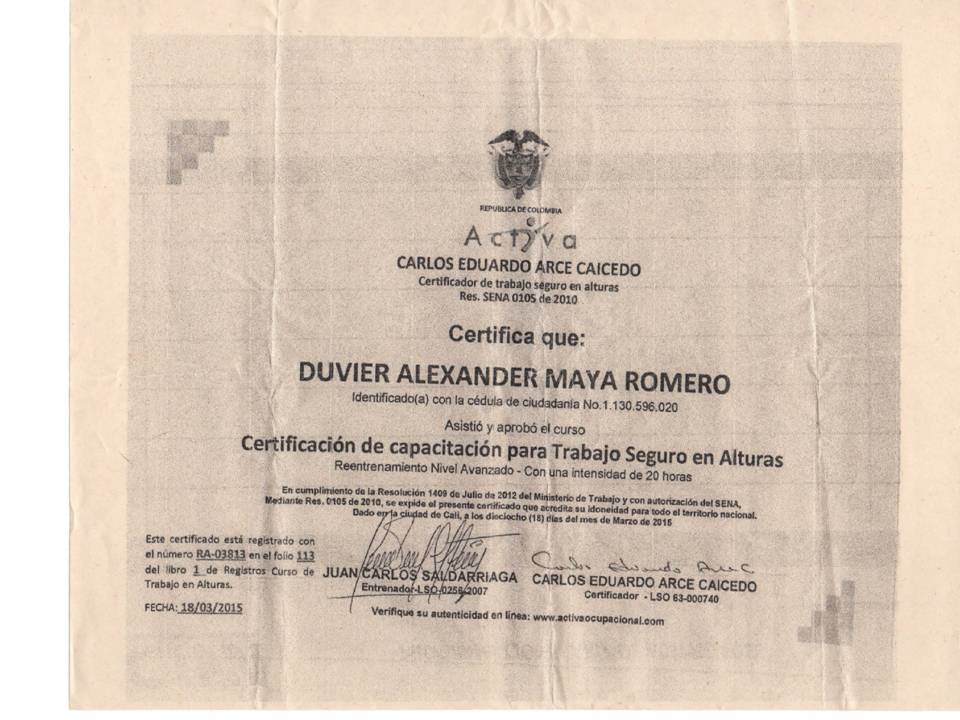 REPUBLICA DE COLOMBIA
Activa
CARLOS EDUARDO ARCE CAICEDO
Certificador de trabajo seguro en alturas
Res. SENA 0105 de 2010
Certifica que:
DUVIER ALEXANDER MAYA ROMERO
Identificado(a) con la cédula de ciudadanía No.1.130.596.020
Asistió y aprobó el curso
Certificación de capacitación para Trabajo Seguro en Alturas
Reentrenamiento Nivel Avanzado - Con una intensidad de 20 horas
En cumplimiento de la Resolución 1409 de Julio de 2012 del Ministerio de Trabajo y con autorización del SENA,
Mediante Res. 0105 de 2010, se expide el presente certificado que acredita su idoneidad para todo el territorio nacional.
Dado en la ciudad de Cali, a los dieciocho (18) días del mes de Marzo de 2015
Este certificado está registrado con
el número RA-03813 en el folio 113
del libro 1 de Registros Curso de
Trabajo en Alturas.
FECHA: 18/03/2015
JUAN CARLOS SALDARRIAGA
Entrenador-LSO-0256/2007
Carlos Eduardo Arce C
CARLOS EDUARDO ARCE CAICEDO
Certificador - LSO 63-000740
Verifique su autenticidad en línea: www.activaocupacional.com